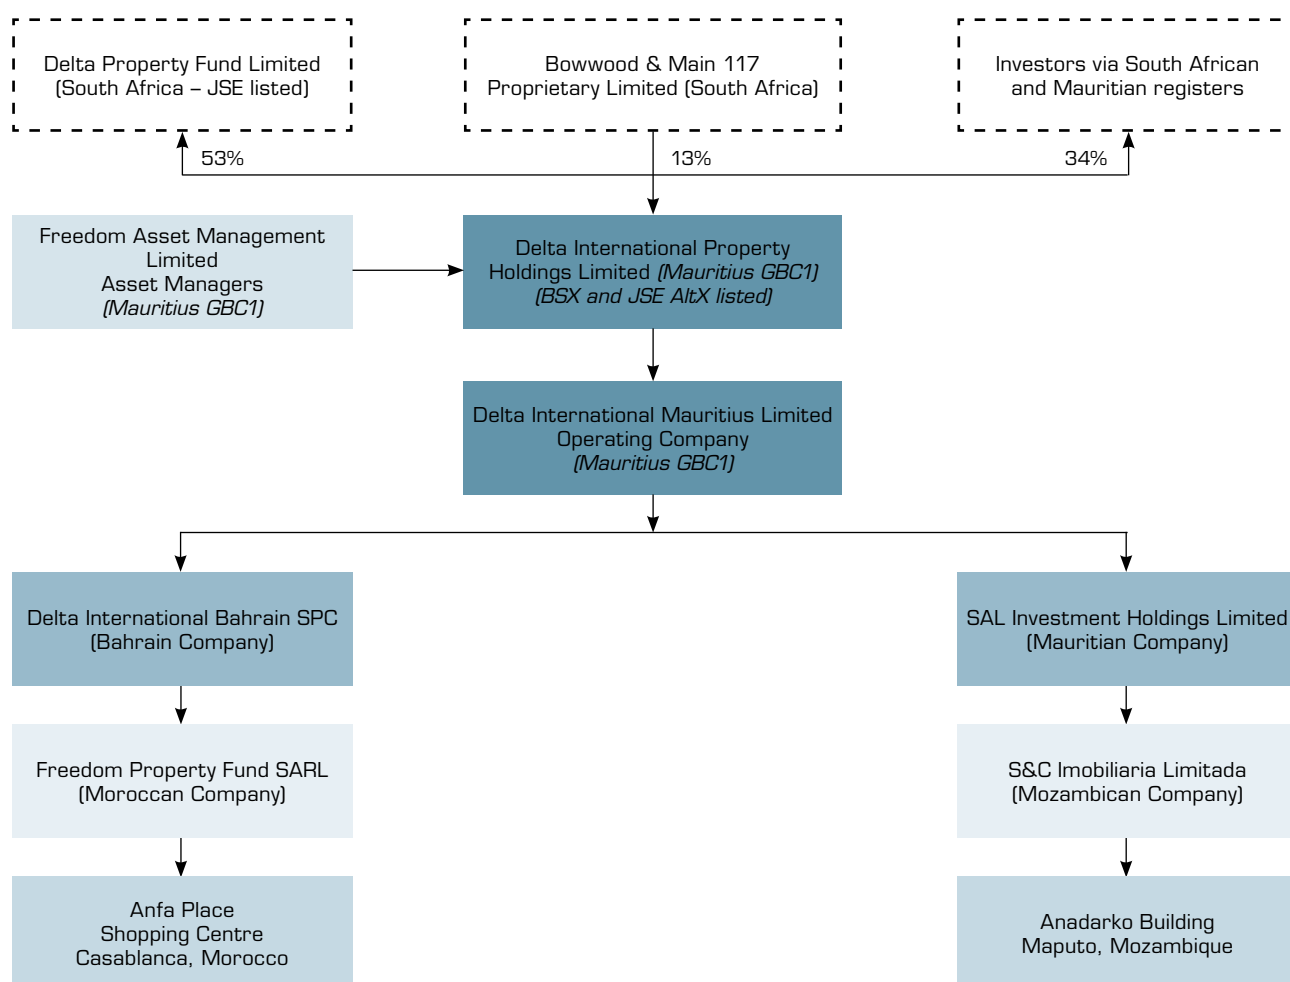 Delta Property Fund Limited
(South Africa – JSE listed)
Bowwood & Main 117
Proprietary Limited (South Africa)
Investors via South African
and Mauritian registers
53%
13%
34%
Freedom Asset Management
Limited
Asset Managers
(Mauritius GBC1)
Delta International Property
Holdings Limited (Mauritius GBC1)
(BSX and JSE AltX listed)
Delta International Mauritius Limited
Operating Company
(Mauritius GBC1)
Delta International Bahrain SPC
(Bahrain Company)
SAL Investment Holdings Limited
(Mauritian Company)
Freedom Property Fund SARL
(Moroccan Company)
S&C Imobiliaria Limitada
(Mozambican Company)
Anfa Place
Shopping Centre
Casablanca, Morocco
Anadarko Building
Maputo, Mozambique